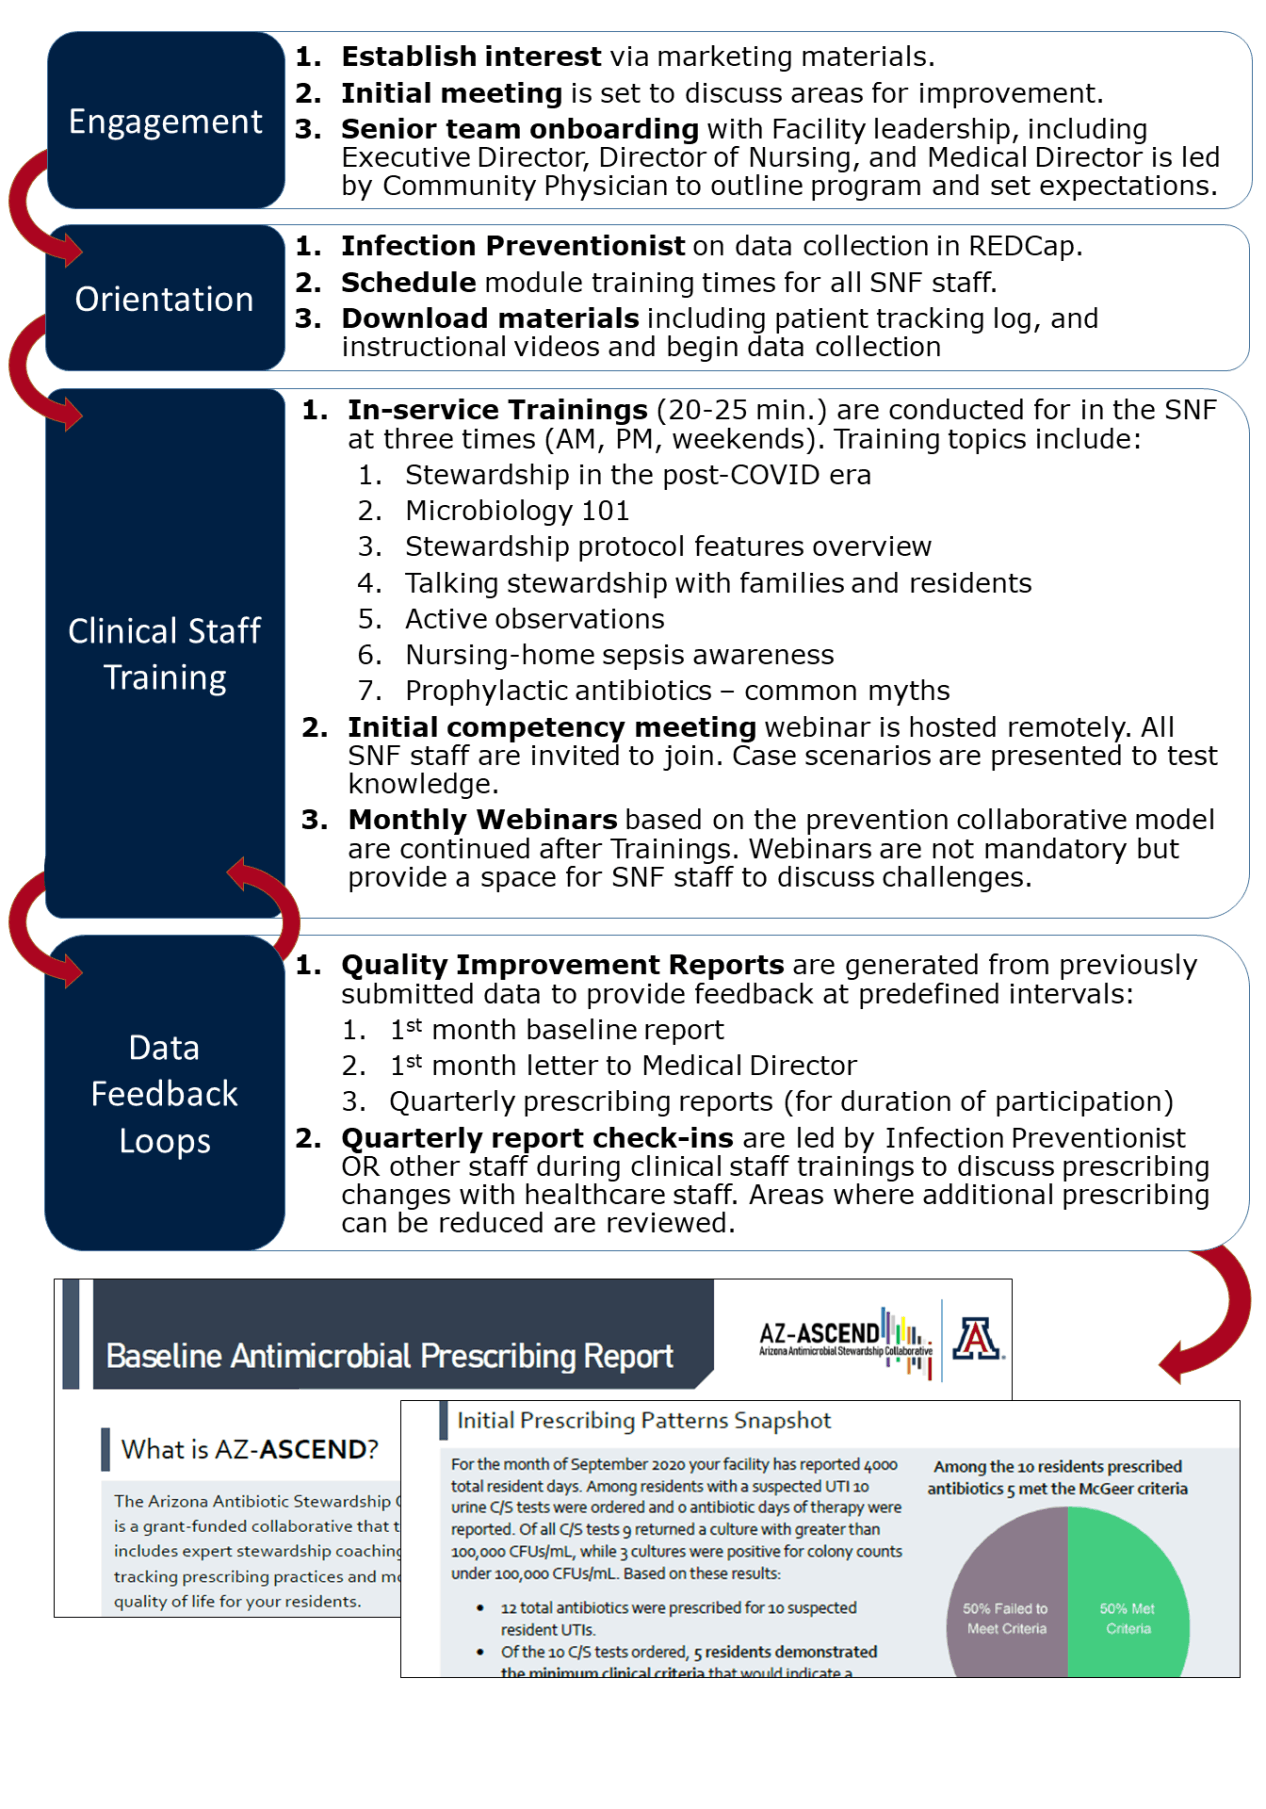 Engagement
1. Establish interest via marketing materials.
2. Initial meeting is set to discuss areas for improvement.
3. Senior team onboarding with Facility leadership, including
Executive Director, Director of Nursing, and Medical Director is led
by Community Physician to outline program and set expectations.
Orientation
1. Infection Preventionist on data collection in REDCap.
2. Schedule module training times for all SNF staff.
3. Download materials including patient tracking log, and
instructional videos and begin data collection
Clinical Staff
Training
1. In-service Trainings (20-25 min.) are conducted for in the SNF
at three times (AM, PM, weekends). Training topics include:
1. Stewardship in the post-COVID era
2. Microbiology 101
3. Stewardship protocol features overview
4. Talking stewardship with families and residents
5. Active observations
6. Nursing-home sepsis awareness
7. Prophylactic antibiotics – common myths
2. Initial competency meeting webinar is hosted remotely. All
SNF staff are invited to join. Case scenarios are presented to test
knowledge.
3. Monthly Webinars based on the prevention collaborative model
are continued after Trainings. Webinars are not mandatory but
provide a space for SNF staff to discuss challenges.
Data
Feedback
Loops
1. Quality Improvement Reports are generated from previously
submitted data to provide feedback at predefined intervals:
1. 1st month baseline report
2. 1st month letter to Medical Director
3. Quarterly prescribing reports (for duration of participation)
2. Quarterly report check-ins are led by Infection Preventionist
OR other staff during clinical staff trainings to discuss prescribing
changes with healthcare staff. Areas where additional prescribing
can be reduced are reviewed.
Baseline Antimicrobial Prescribing Report
AZ-ASCEND
Arizona Antimicrobial Stewardship Collaborative
A
What is AZ-ASCEND?
The Arizona Antibiotic Stewardship
is a grant-funded collaborative that
includes expert stewardship coaching
tracking prescribing practices and
quality of life for your residents.
Initial Prescribing Patterns Snapshot
For the month of September 2020 your facility has reported 4000
total resident days. Among residents with a suspected UTI 10
urine C/S tests were ordered and 0 antibiotic days of therapy were
reported. Of all C/S tests 9 returned a culture with greater than
100,000 CFUs/mL, while 3 cultures were positive for colony counts
under 100,000 CFUs/mL. Based on these results:
• 12 total antibiotics were prescribed for 10 suspected
resident UTIs.
• Of the 10 C/S tests ordered, 5 residents demonstrated
the minimum clinical criteria that would indicate a
Among the 10 residents prescribed
antibiotics 5 met the McGeer criteria
50% Failed to
Meet Criteria
50% Met
Criteria